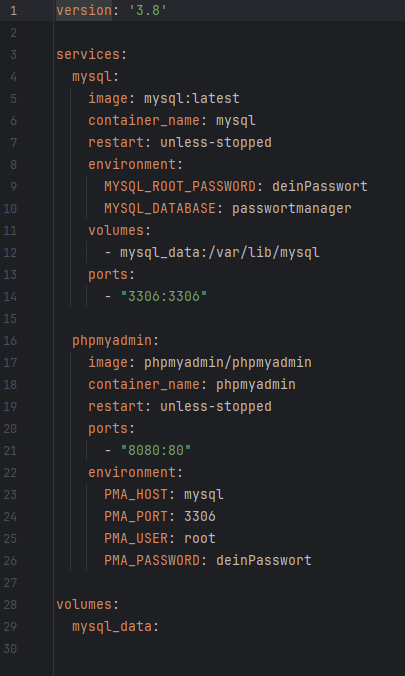 1 version: '3.8'
2
3 services:
4   mysql:
5     image: mysql:latest
6     container_name: mysql
7     restart: unless-stopped
8     environment:
9       MYSQL_ROOT_PASSWORD: deinPasswort
10       MYSQL_DATABASE: passwortmanager
11     volumes:
12       - mysql_data:/var/lib/mysql
13     ports:
14       - "3306:3306"
15
16   phpmyadmin:
17     image: phpmyadmin/phpmyadmin
18     container_name: phpmyadmin
19     restart: unless-stopped
20     ports:
21       - "8080:80"
22     environment:
23       PMA_HOST: mysql
24       PMA_PORT: 3306
25       PMA_USER: root
26       PMA_PASSWORD: deinPasswort
27
28 volumes:
29   mysql_data:
30